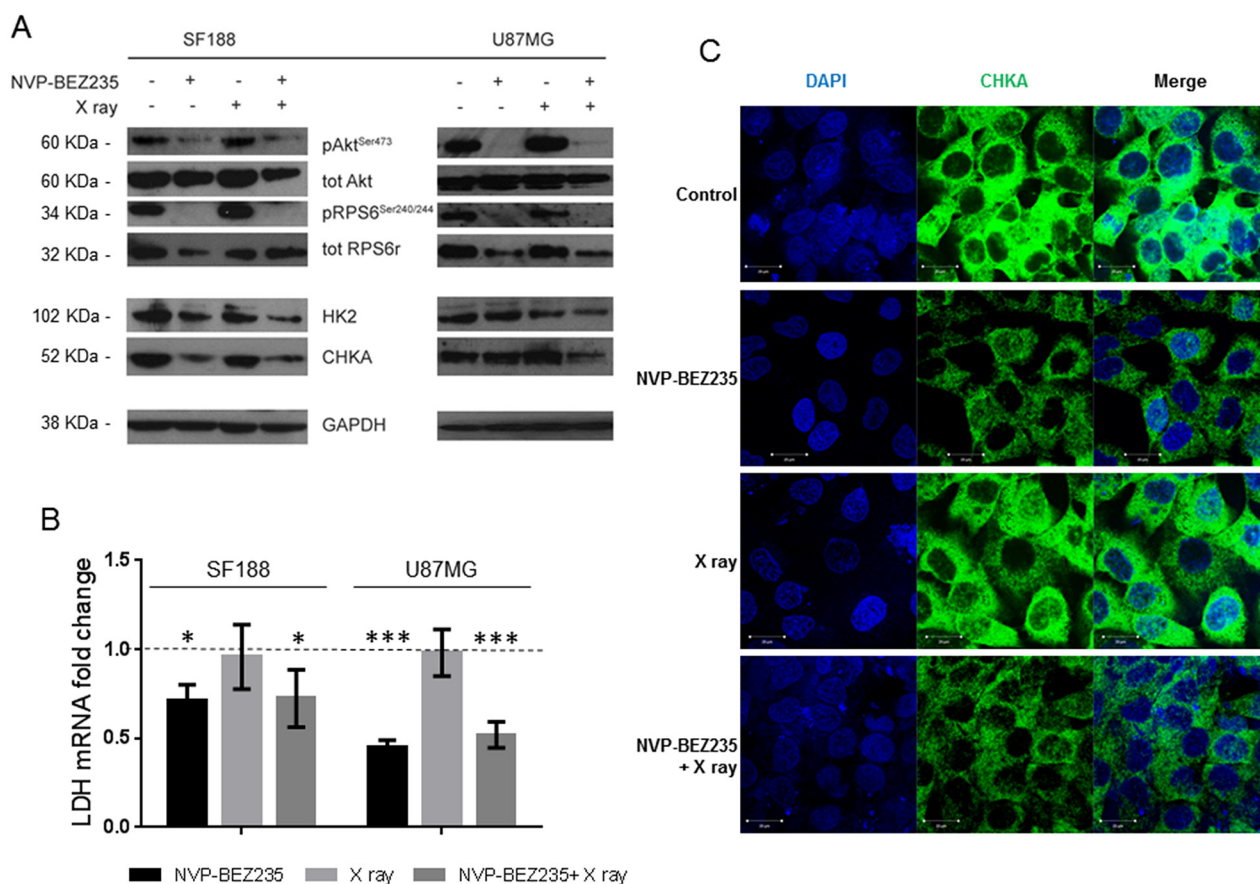 A
SF188 U87MG
NVP-BEZ235 - + - + - + - +
X ray - - + + - - + +
60 KDa - pAktSer473
60 KDa - tot Akt
34 KDa - pRPS6Ser240/244
32 KDa - tot RPS6r
102 KDa - HK2
52 KDa - CHKA
38 KDa - GAPDH
B
LDH mRNA fold change
1.5
1.0
0.5
0.0
SF188 U87MG
* * *** ***
NVP-BEZ235 X ray NVP-BEZ235+ X ray
C
DAPI CHKA Merge
Control
NVP-BEZ235
X ray
NVP-BEZ235
+ X ray